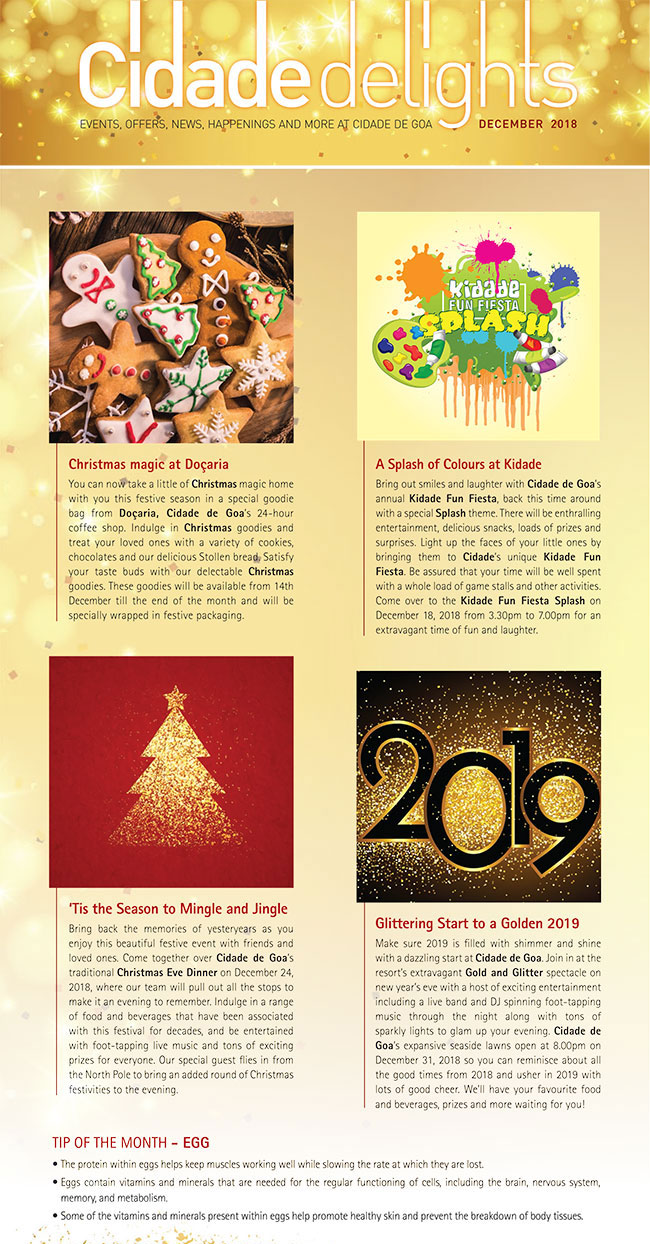 Cidade delights
EVENTS, OFFERS, NEWS, HAPPENINGS AND MORE AT CIDADE DE GOA DECEMBER 2018
Kidade
FUN FIESTA
SPLASH
Christmas magic at Doçaria
You can now take a little of Christmas magic home
with you this festive season in a special goodie
bag from Doçaria, Cidade de Goa's 24-hour
coffee shop. Indulge in Christmas goodies and
treat your loved ones with a variety of cookies,
chocolates and our delicious Stollen bread. Satisfy
your taste buds with our delectable Christmas
goodies. These goodies will be available from 14th
December till the end of the month and will be
specially wrapped in festive packaging.
A Splash of Colours at Kidade
Bring out smiles and laughter with Cidade de Goa's
annual Kidade Fun Fiesta, back this time around
with a special Splash theme. There will be enthralling
entertainment, delicious snacks, loads of prizes and
surprises. Light up the faces of your little ones by
bringing them to Cidade's unique Kidade Fun
Fiesta. Be assured that your time will be well spent
with a whole load of game stalls and other activities.
Come over to the Kidade Fun Fiesta Splash on
December 18, 2018 from 3.30pm to 7.00pm for an
extravagant time of fun and laughter.
'Tis the Season to Mingle and Jingle
Bring back the memories of yesteryears as you
enjoy this beautiful festive event with friends and
loved ones. Come together over Cidade de Goa's
traditional Christmas Eve Dinner on December 24,
2018, where our team will pull out all the stops to
make it an evening to remember. Indulge in a range
of food and beverages that have been associated
with this festival for decades, and be entertained
with foot-tapping live music and tons of exciting
prizes for everyone. Our special guest flies in from
the North Pole to bring an added round of Christmas
festivities to the evening.
2019
Glittering Start to a Golden 2019
Make sure 2019 is filled with shimmer and shine
with a dazzling start at Cidade de Goa. Join in at the
resort's extravagant Gold and Glitter spectacle on
new year's eve with a host of exciting entertainment
including a live band and DJ spinning foot-tapping
music through the night along with tons of
sparkly lights to glam up your evening. Cidade de
Goa's expansive seaside lawns open at 8.00pm on
December 31, 2018 so you can reminisce about all
the good times from 2018 and usher in 2019 with
lots of good cheer. We'll have your favourite food
and beverages, prizes and more waiting for you!
TIP OF THE MONTH – EGG
• The protein within eggs helps keep muscles working well while slowing the rate at which they are lost.
• Eggs contain vitamins and minerals that are needed for the regular functioning of cells, including the brain, nervous system,
memory, and metabolism.
• Some of the vitamins and minerals present within eggs help promote healthy skin and prevent the breakdown of body tissues.